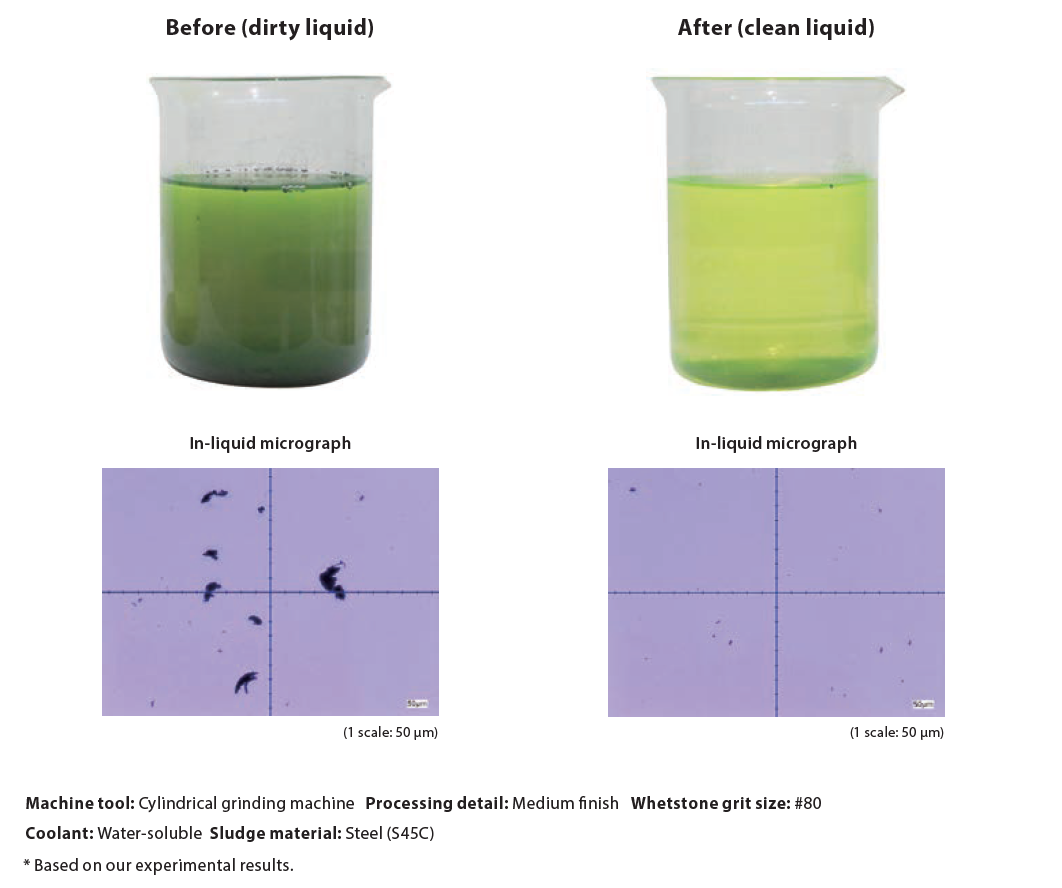 Before (dirty liquid)
After (clean liquid)
In-liquid micrograph
In-liquid micrograph
50µm
50µm
(1 scale: 50 µm)
(1 scale: 50 µm)
Machine tool: Cylindrical grinding machine Processing detail: Medium finish Whetstone grit size: #80
Coolant: Water-soluble Sludge material: Steel (S45C)
* Based on our experimental results.